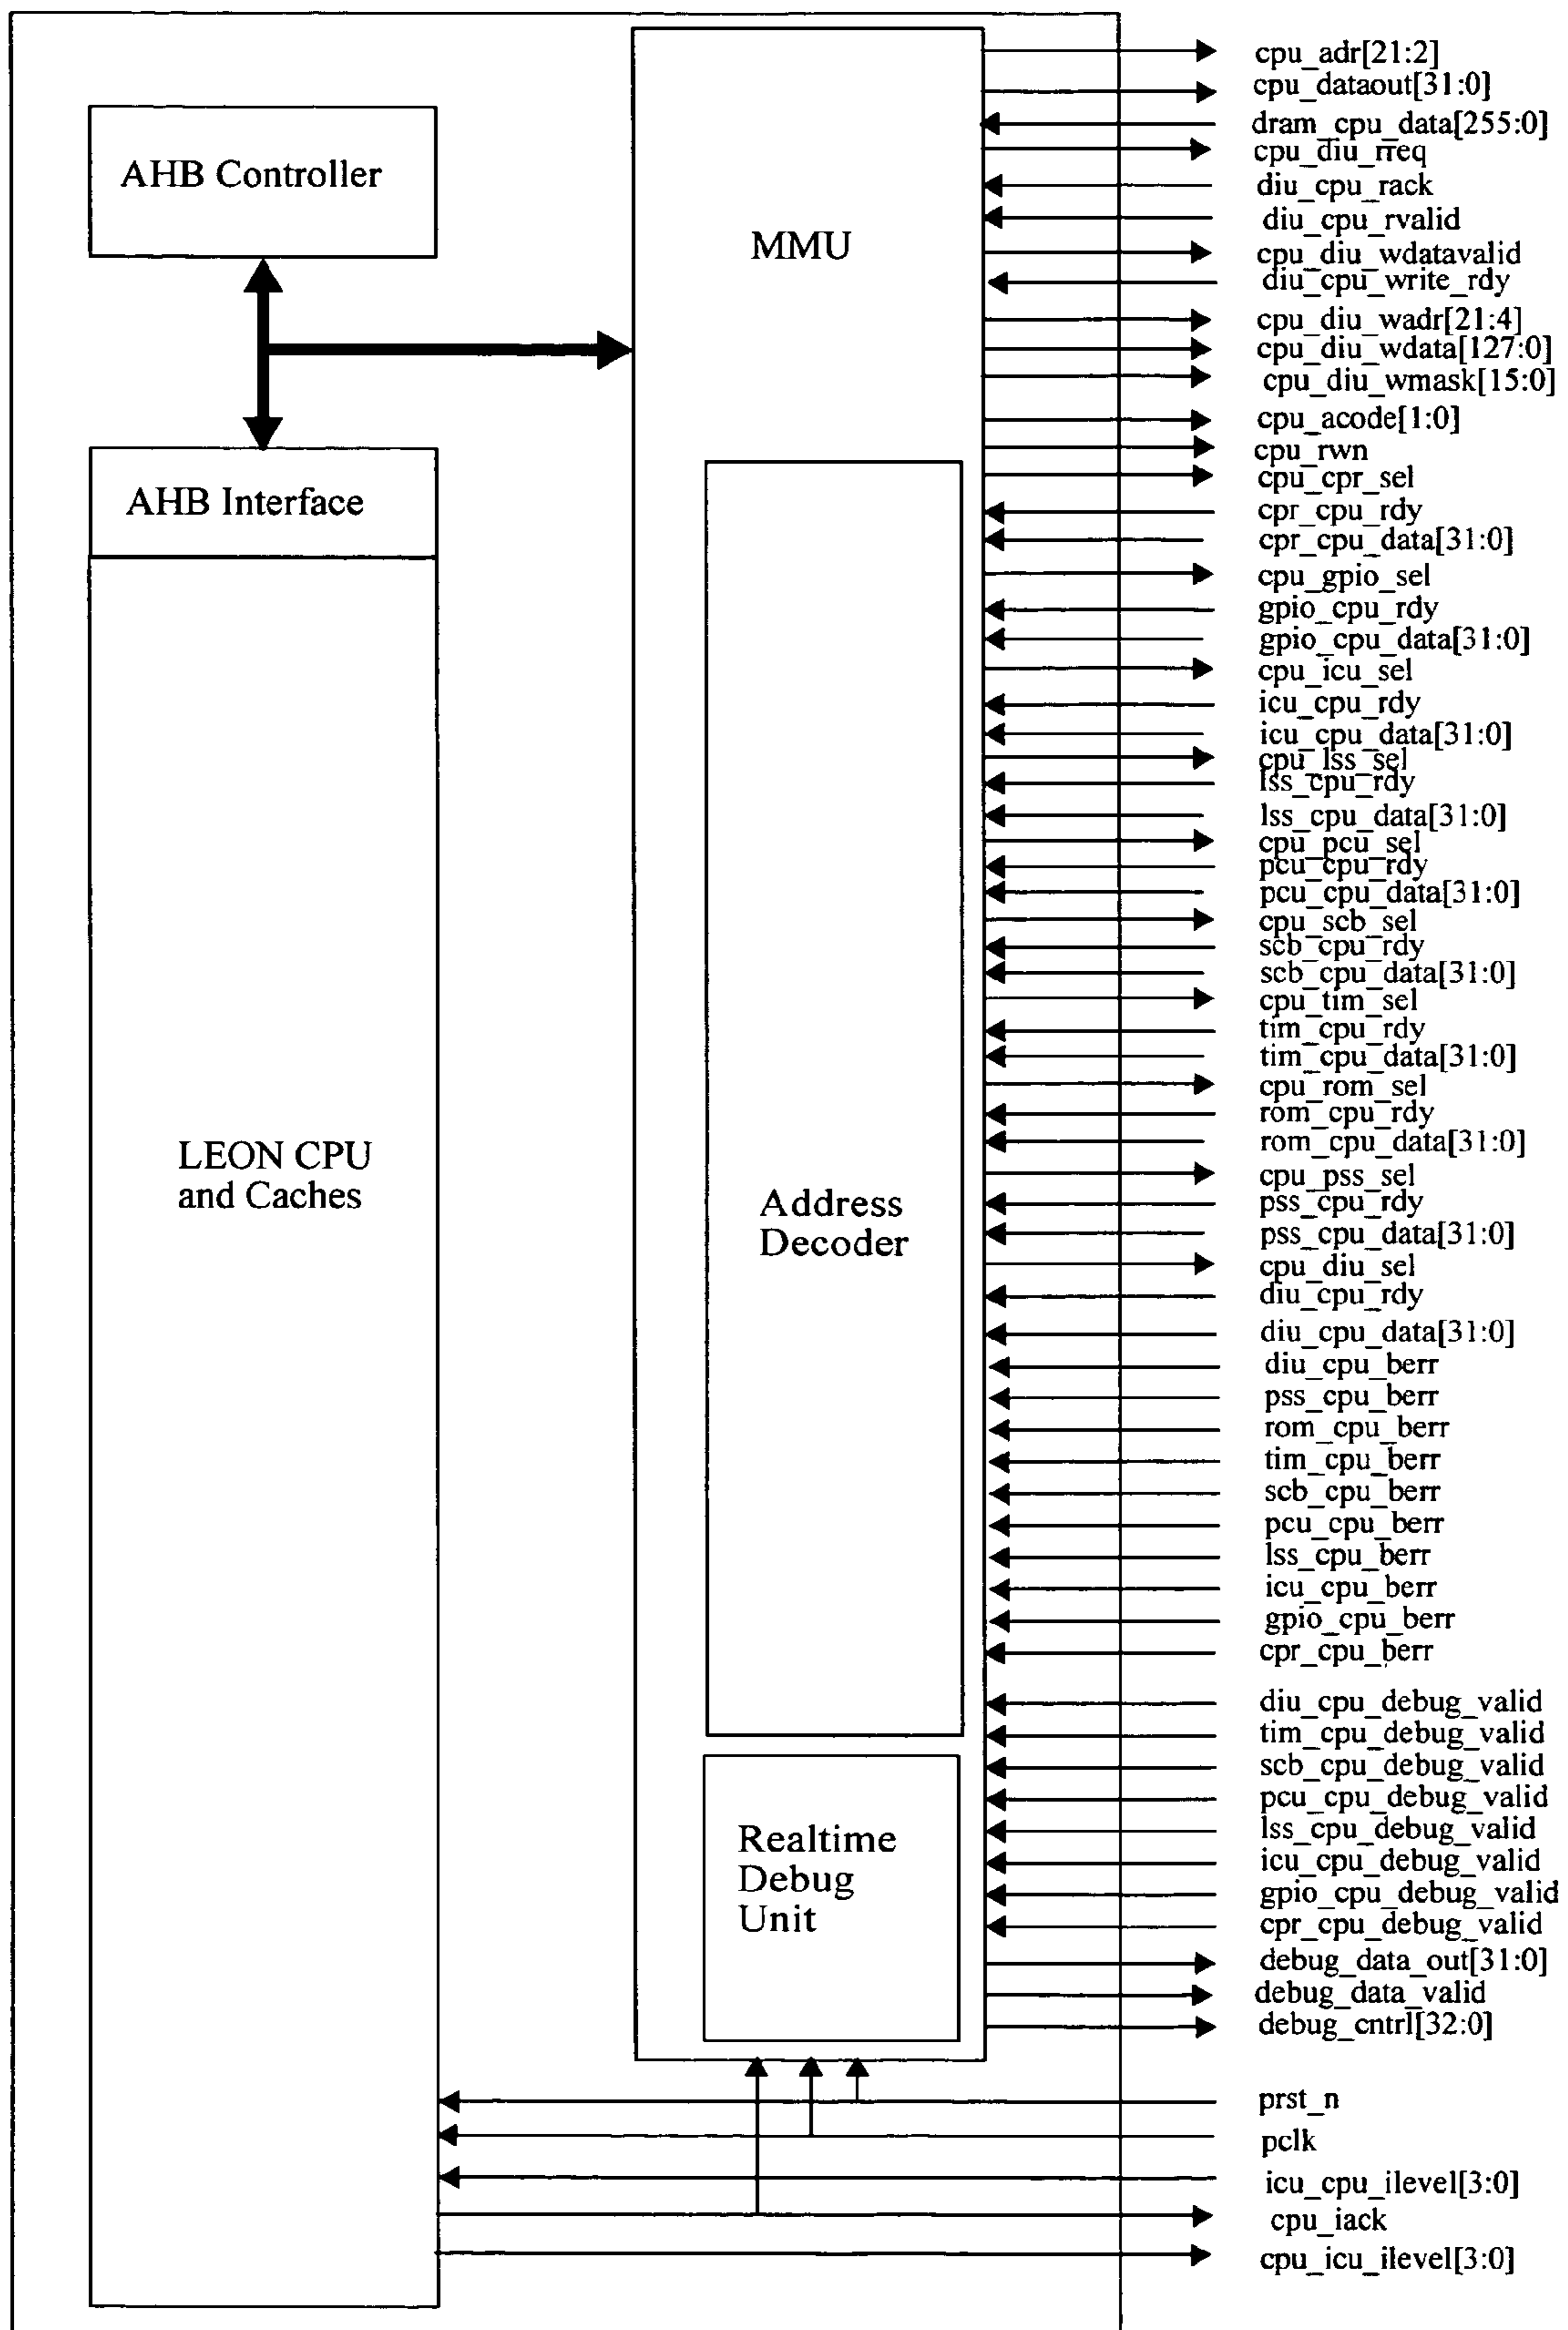 AHB Controller
AHB Interface
LEON CPU
and Caches
MMU
Address
Decoder
Realtime
Debug
Unit
cpu_adr[21:2]
cpu_dataout[31:0]
dram_cpu_data[255:0]
cpu_diu_rreq
diu_cpu_rack
diu_cpu_rvalid
cpu_diu_wdatavalid
diu_cpu_write_rdy
cpu_diu_wadr[21:4]
cpu_diu_wdata[127:0]
cpu_diu_wmask[15:0]
cpu_acode[1:0]
cpu_rwn
cpu_cpr_sel
cpr_cpu_rdy
cpr_cpu_data[31:0]
cpu_gpio_sel
gpio_cpu_rdy
gpio_cpu_data[31:0]
cpu_icu_sel
icu_cpu_rdy
icu_cpu_data[31:0]
cpu_lss_sel
lss_cpu_rdy
lss_cpu_data[31:0]
cpu_pcu_sel
pcu_cpu_rdy
pcu_cpu_data[31:0]
cpu_scb_sel
scb_cpu_rdy
scb_cpu_data[31:0]
cpu_tim_sel
tim_cpu_rdy
tim_cpu_data[31:0]
cpu_rom_sel
rom_cpu_rdy
rom_cpu_data[31:0]
cpu_pss_sel
pss_cpu_rdy
pss_cpu_data[31:0]
cpu_diu_sel
diu_cpu_rdy
diu_cpu_data[31:0]
diu_cpu_berr
pss_cpu_berr
rom_cpu_berr
tim_cpu_berr
scb_cpu_berr
pcu_cpu_berr
lss_cpu_berr
icu_cpu_berr
gpio_cpu_berr
cpr_cpu_berr
diu_cpu_debug_valid
tim_cpu_debug_valid
scb_cpu_debug_valid
pcu_cpu_debug_valid
lss_cpu_debug_valid
icu_cpu_debug_valid
gpio_cpu_debug_valid
cpr_cpu_debug_valid
debug_data_out[31:0]
debug_data_valid
debug_cntrl[32:0]
prst_n
pclk
icu_cpu_ilevel[3:0]
cpu_iack
cpu_icu_ilevel[3:0]